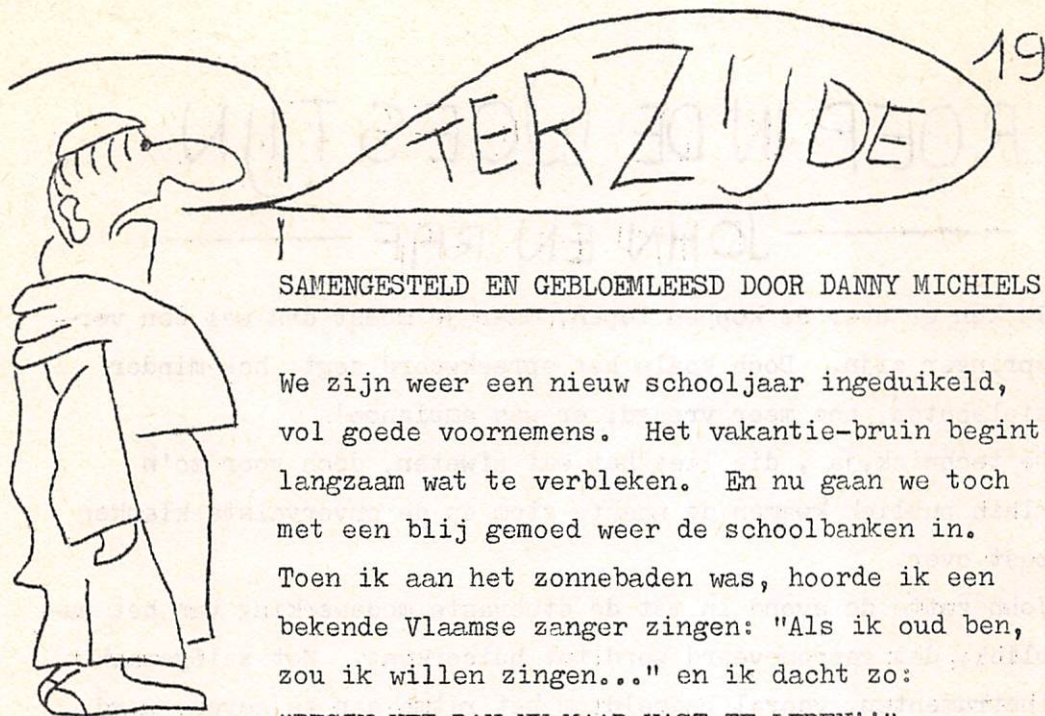 19
TER ZIJDE
SAMENGESTELD EN GEBLOEMLEESD DOOR DANNY MICHIELS
We zijn weer een nieuw schooljaar ingeduikeld,
vol goede voornemens. Het vakantie-bruin begint
langzaam wat te verbleken. En nu gaan we toch
met een blij gemoed weer de schoolbanken in.
Toen ik aan het zonnebaden was, hoorde ik een
bekende Vlaamse zanger zingen: "Als ik oud ben,
zou ik willen zingen..." en ik dacht zo: